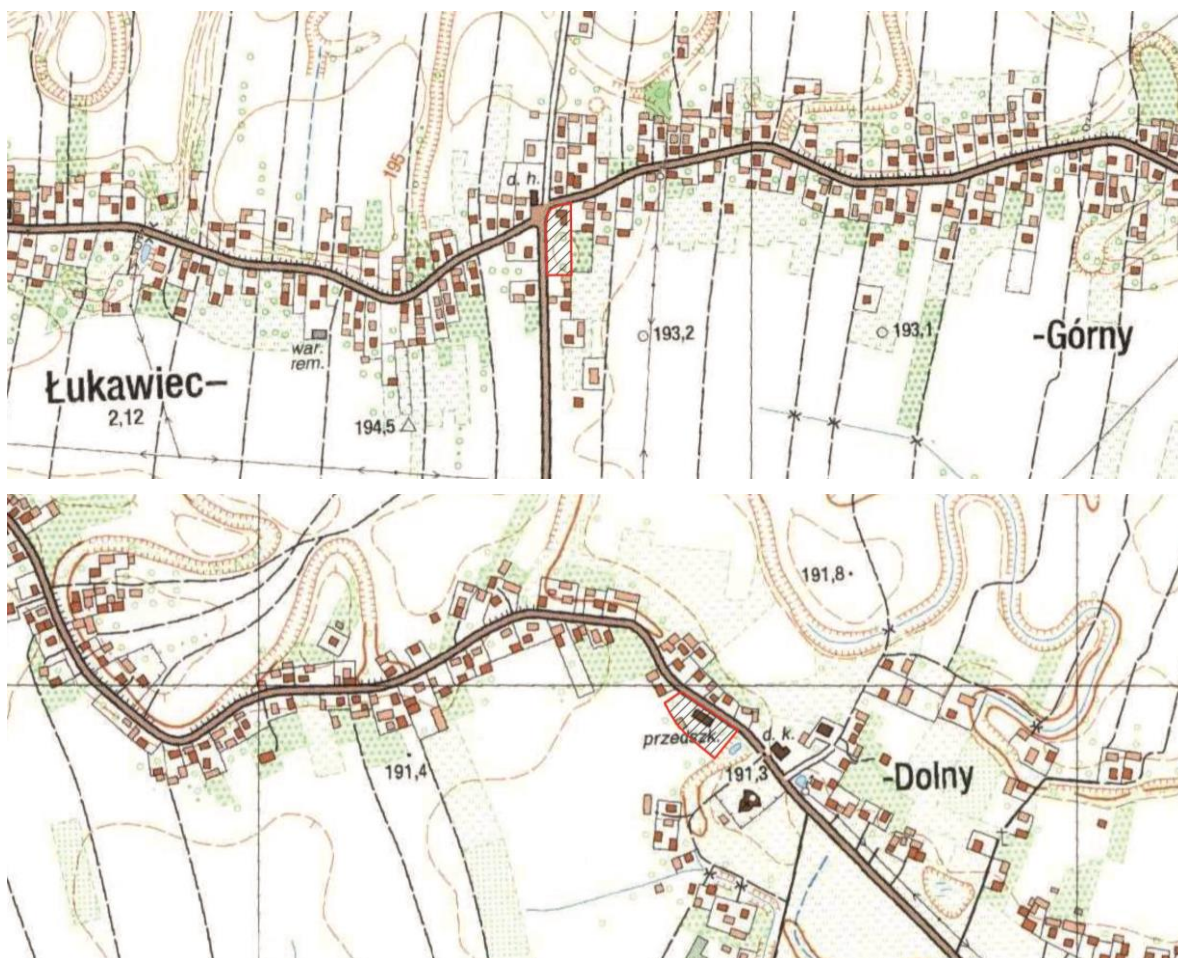 195
d. h.
193,2
193,1
-Górny
war.
rem.
Łukawiec–
2,12
194,5
191,8
191,4
przedszk.
d. k.
191,3
-Dolny